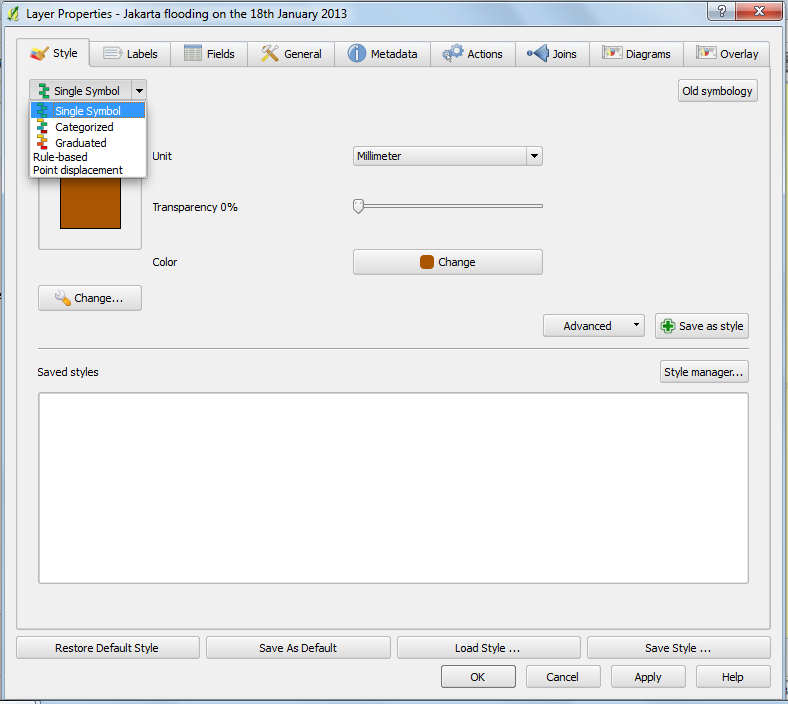 Layer Properties - Jakarta flooding on the 18th January 2013
?
Style
Labels
Fields
General
Metadata
Actions
Joins
Diagrams
Overlay
Single Symbol
Old symbology
Single Symbol
Categorized
Graduated
Rule-based
Point displacement
Unit
Millimeter
Transparency 0%
Color
Change
Change...
Advanced
Save as style
Saved styles
Style manager...
Restore Default Style
Save As Default
Load Style ...
Save Style ...
OK
Cancel
Apply
Help